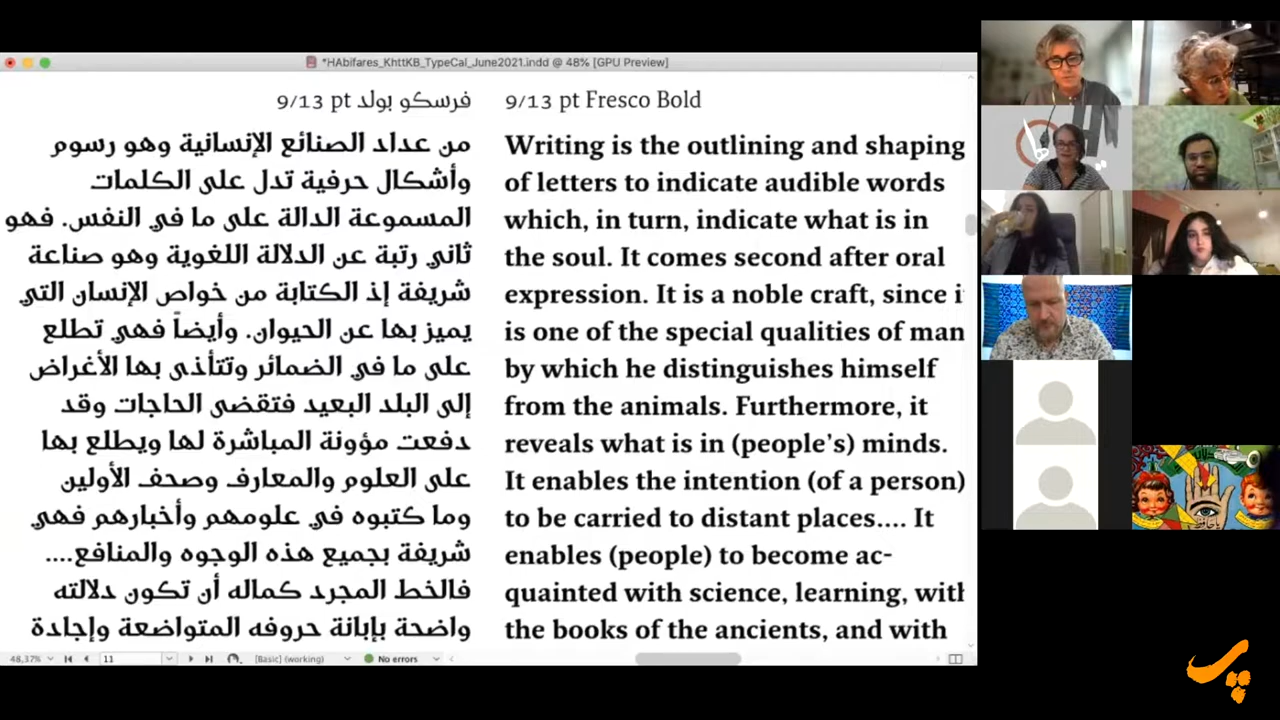 *HAbifares_KhttKB_TypeCal_June2021.indd @ 48% [GPU Preview]
9/13 pt فرسكو بولد
من عداد الصنائع الإنسانية وهو رسوم
وأشكال حرفية تدل على الكلمات
المسموعة الدالة على ما في النفس. فهو
ثاني رتبة عن الدلالة اللغوية وهو صناعة
شريفة إذ الكتابة من خواص الإنسان التي
يميز بها عن الحيوان. وأيضاً فهي تطلع
على ما في الضمائر وتتأذى بها الأغراض
إلى البلد البعيد فتقضى الحاجات وقد
دفعت مؤونة المباشرة لها ويطلع بها
على العلوم والمعارف وصحف الأولين
وما كتبوه في علومهم وأخبارهم فهي
شريفة بجميع هذه الوجوه والمنافع....
فالخط المجرد كماله أن تكون دلالته
واضحة بإبانة حروفه المتواضعة وإجادة
9/13 pt Fresco Bold
Writing is the outlining and shaping
of letters to indicate audible words
which, in turn, indicate what is in
the soul. It comes second after oral
expression. It is a noble craft, since i
is one of the special qualities of man
by which he distinguishes himself
from the animals. Furthermore, it
reveals what is in (people’s) minds.
It enables the intention (of a person)
to be carried to distant places.... It
enables (people) to become ac-
quainted with science, learning, with
the books of the ancients, and with
48,37% 11 [Basic] (working) No errors
پ